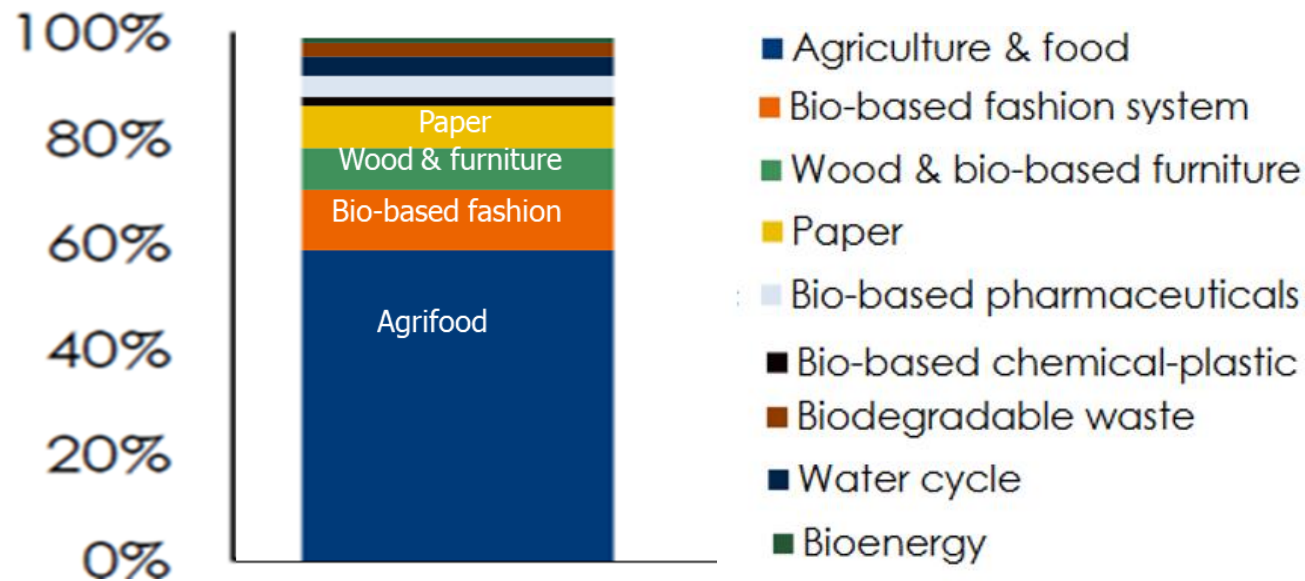 100%
80%
60%
40%
20%
0%
Paper
Wood & furniture
Bio-based fashion
Agrifood
Agriculture & food
Bio-based fashion system
Wood & bio-based furniture
Paper
Bio-based pharmaceuticals
Bio-based chemical-plastic
Biodegradable waste
Water cycle
Bioenergy